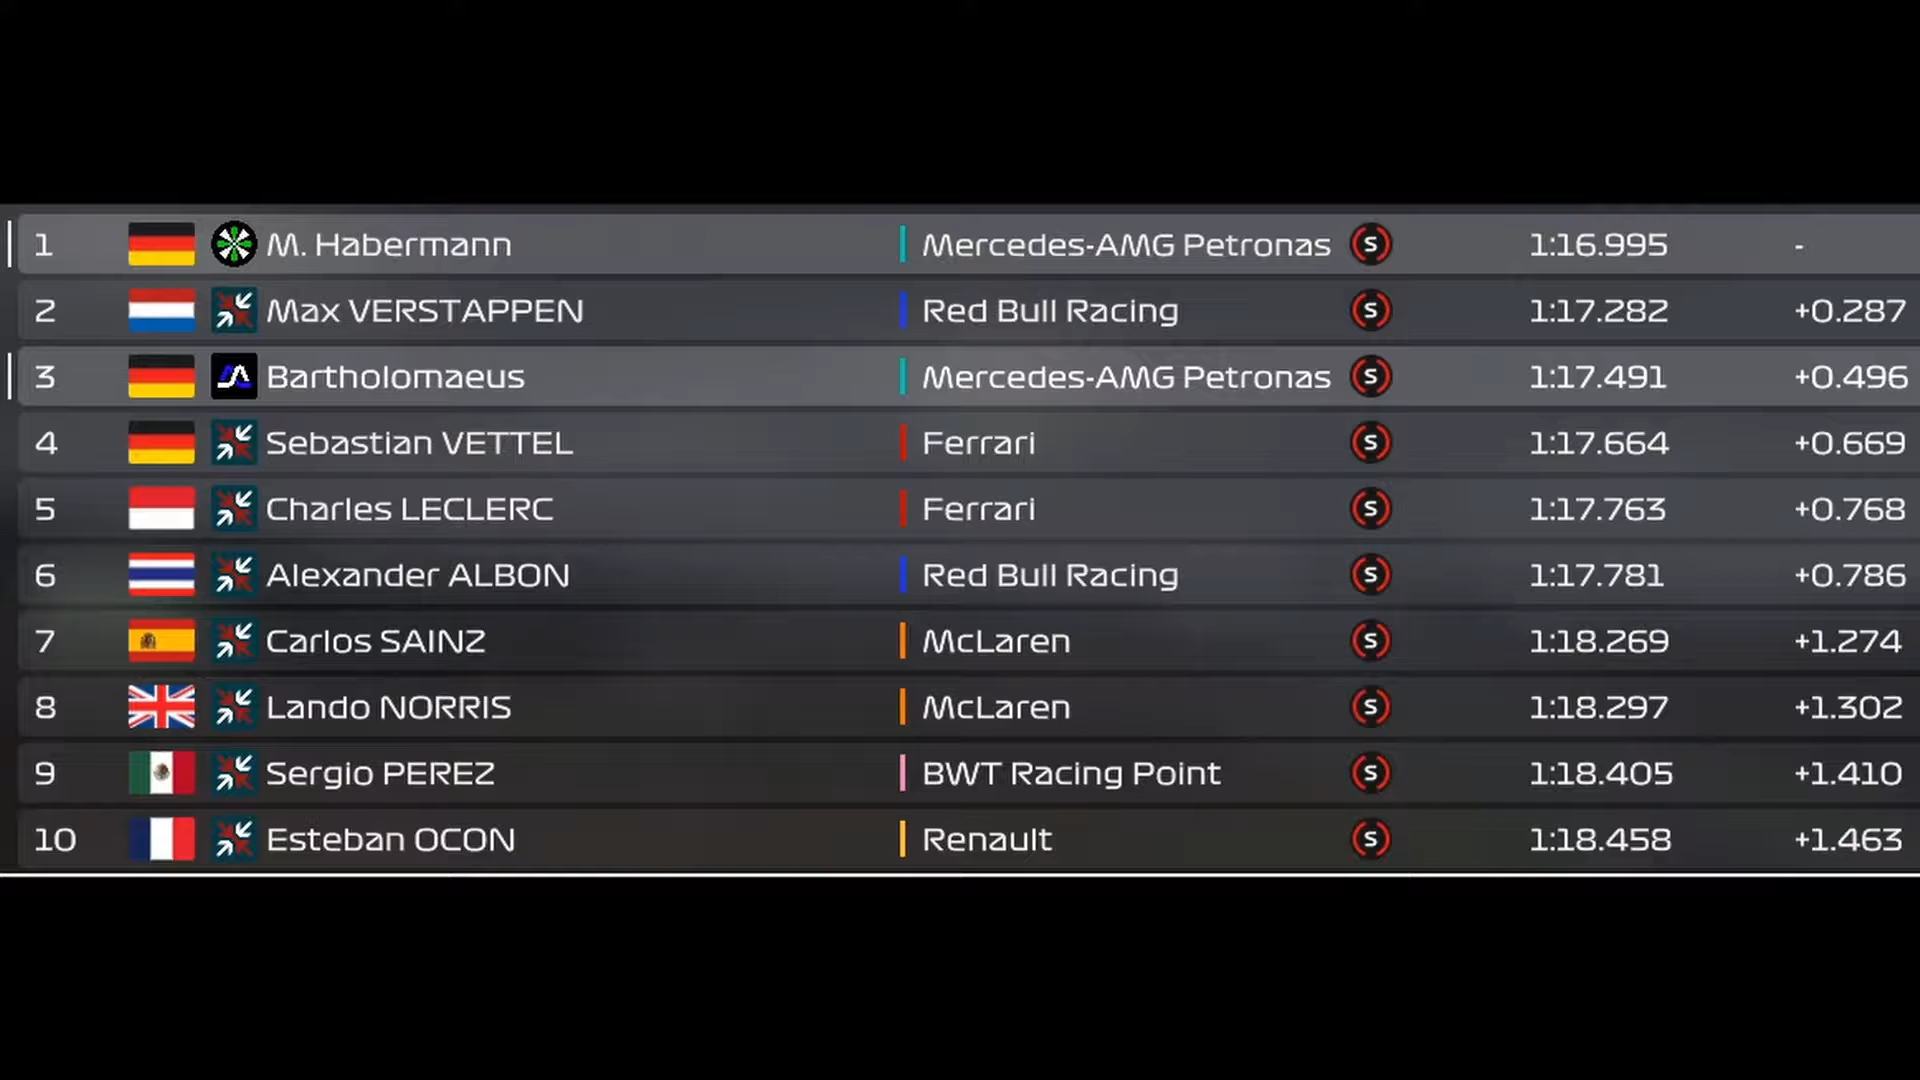 1 M. Habermann Mercedes-AMG Petronas S 1:16.995 -
2 Max VERSTAPPEN Red Bull Racing S 1:17.282 +0.287
3 Bartholomaeus Mercedes-AMG Petronas S 1:17.491 +0.496
4 Sebastian VETTEL Ferrari S 1:17.664 +0.669
5 Charles LECLERC Ferrari S 1:17.763 +0.768
6 Alexander ALBON Red Bull Racing S 1:17.781 +0.786
7 Carlos SAINZ McLaren S 1:18.269 +1.274
8 Lando NORRIS McLaren S 1:18.297 +1.302
9 Sergio PEREZ BWT Racing Point S 1:18.405 +1.410
10 Esteban OCON Renault S 1:18.458 +1.463